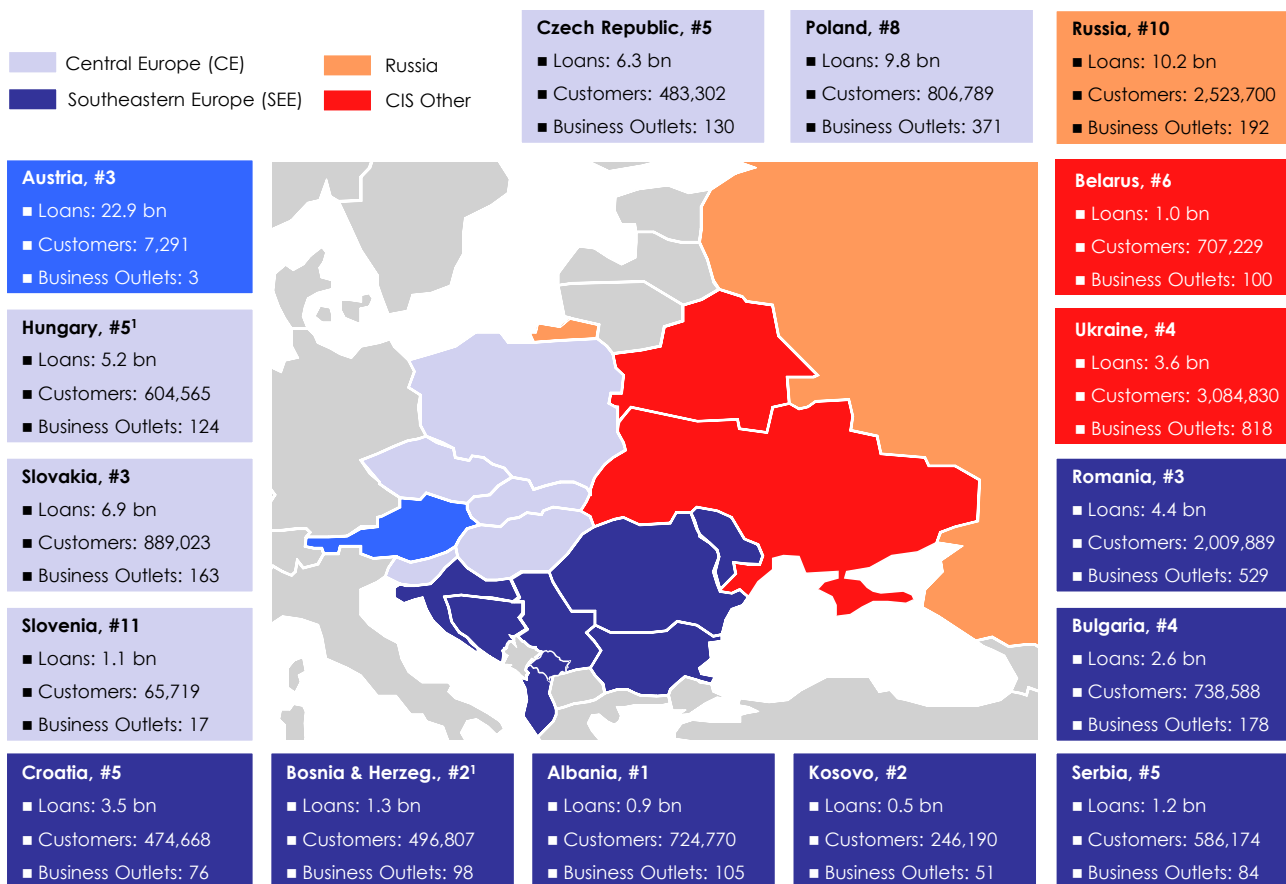 Central Europe (CE)
Southeastern Europe (SEE)
Russia
CIS Other
Czech Republic, #5
■ Loans: 6.3 bn
■ Customers: 483,302
■ Business Outlets: 130
Poland, #8
■ Loans: 9.8 bn
■ Customers: 806,789
■ Business Outlets: 371
Russia, #10
■ Loans: 10.2 bn
■ Customers: 2,523,700
■ Business Outlets: 192
Austria, #3
■ Loans: 22.9 bn
■ Customers: 7,291
■ Business Outlets: 3
Hungary, #5¹
■ Loans: 5.2 bn
■ Customers: 604,565
■ Business Outlets: 124
Slovakia, #3
■ Loans: 6.9 bn
■ Customers: 889,023
■ Business Outlets: 163
Slovenia, #11
■ Loans: 1.1 bn
■ Customers: 65,719
■ Business Outlets: 17
Belarus, #6
■ Loans: 1.0 bn
■ Customers: 707,229
■ Business Outlets: 100
Ukraine, #4
■ Loans: 3.6 bn
■ Customers: 3,084,830
■ Business Outlets: 818
Romania, #3
■ Loans: 4.4 bn
■ Customers: 2,009,889
■ Business Outlets: 529
Bulgaria, #4
■ Loans: 2.6 bn
■ Customers: 738,588
■ Business Outlets: 178
Croatia, #5
■ Loans: 3.5 bn
■ Customers: 474,668
■ Business Outlets: 76
Bosnia & Herzeg., #2¹
■ Loans: 1.3 bn
■ Customers: 496,807
■ Business Outlets: 98
Albania, #1
■ Loans: 0.9 bn
■ Customers: 724,770
■ Business Outlets: 105
Kosovo, #2
■ Loans: 0.5 bn
■ Customers: 246,190
■ Business Outlets: 51
Serbia, #5
■ Loans: 1.2 bn
■ Customers: 586,174
■ Business Outlets: 84